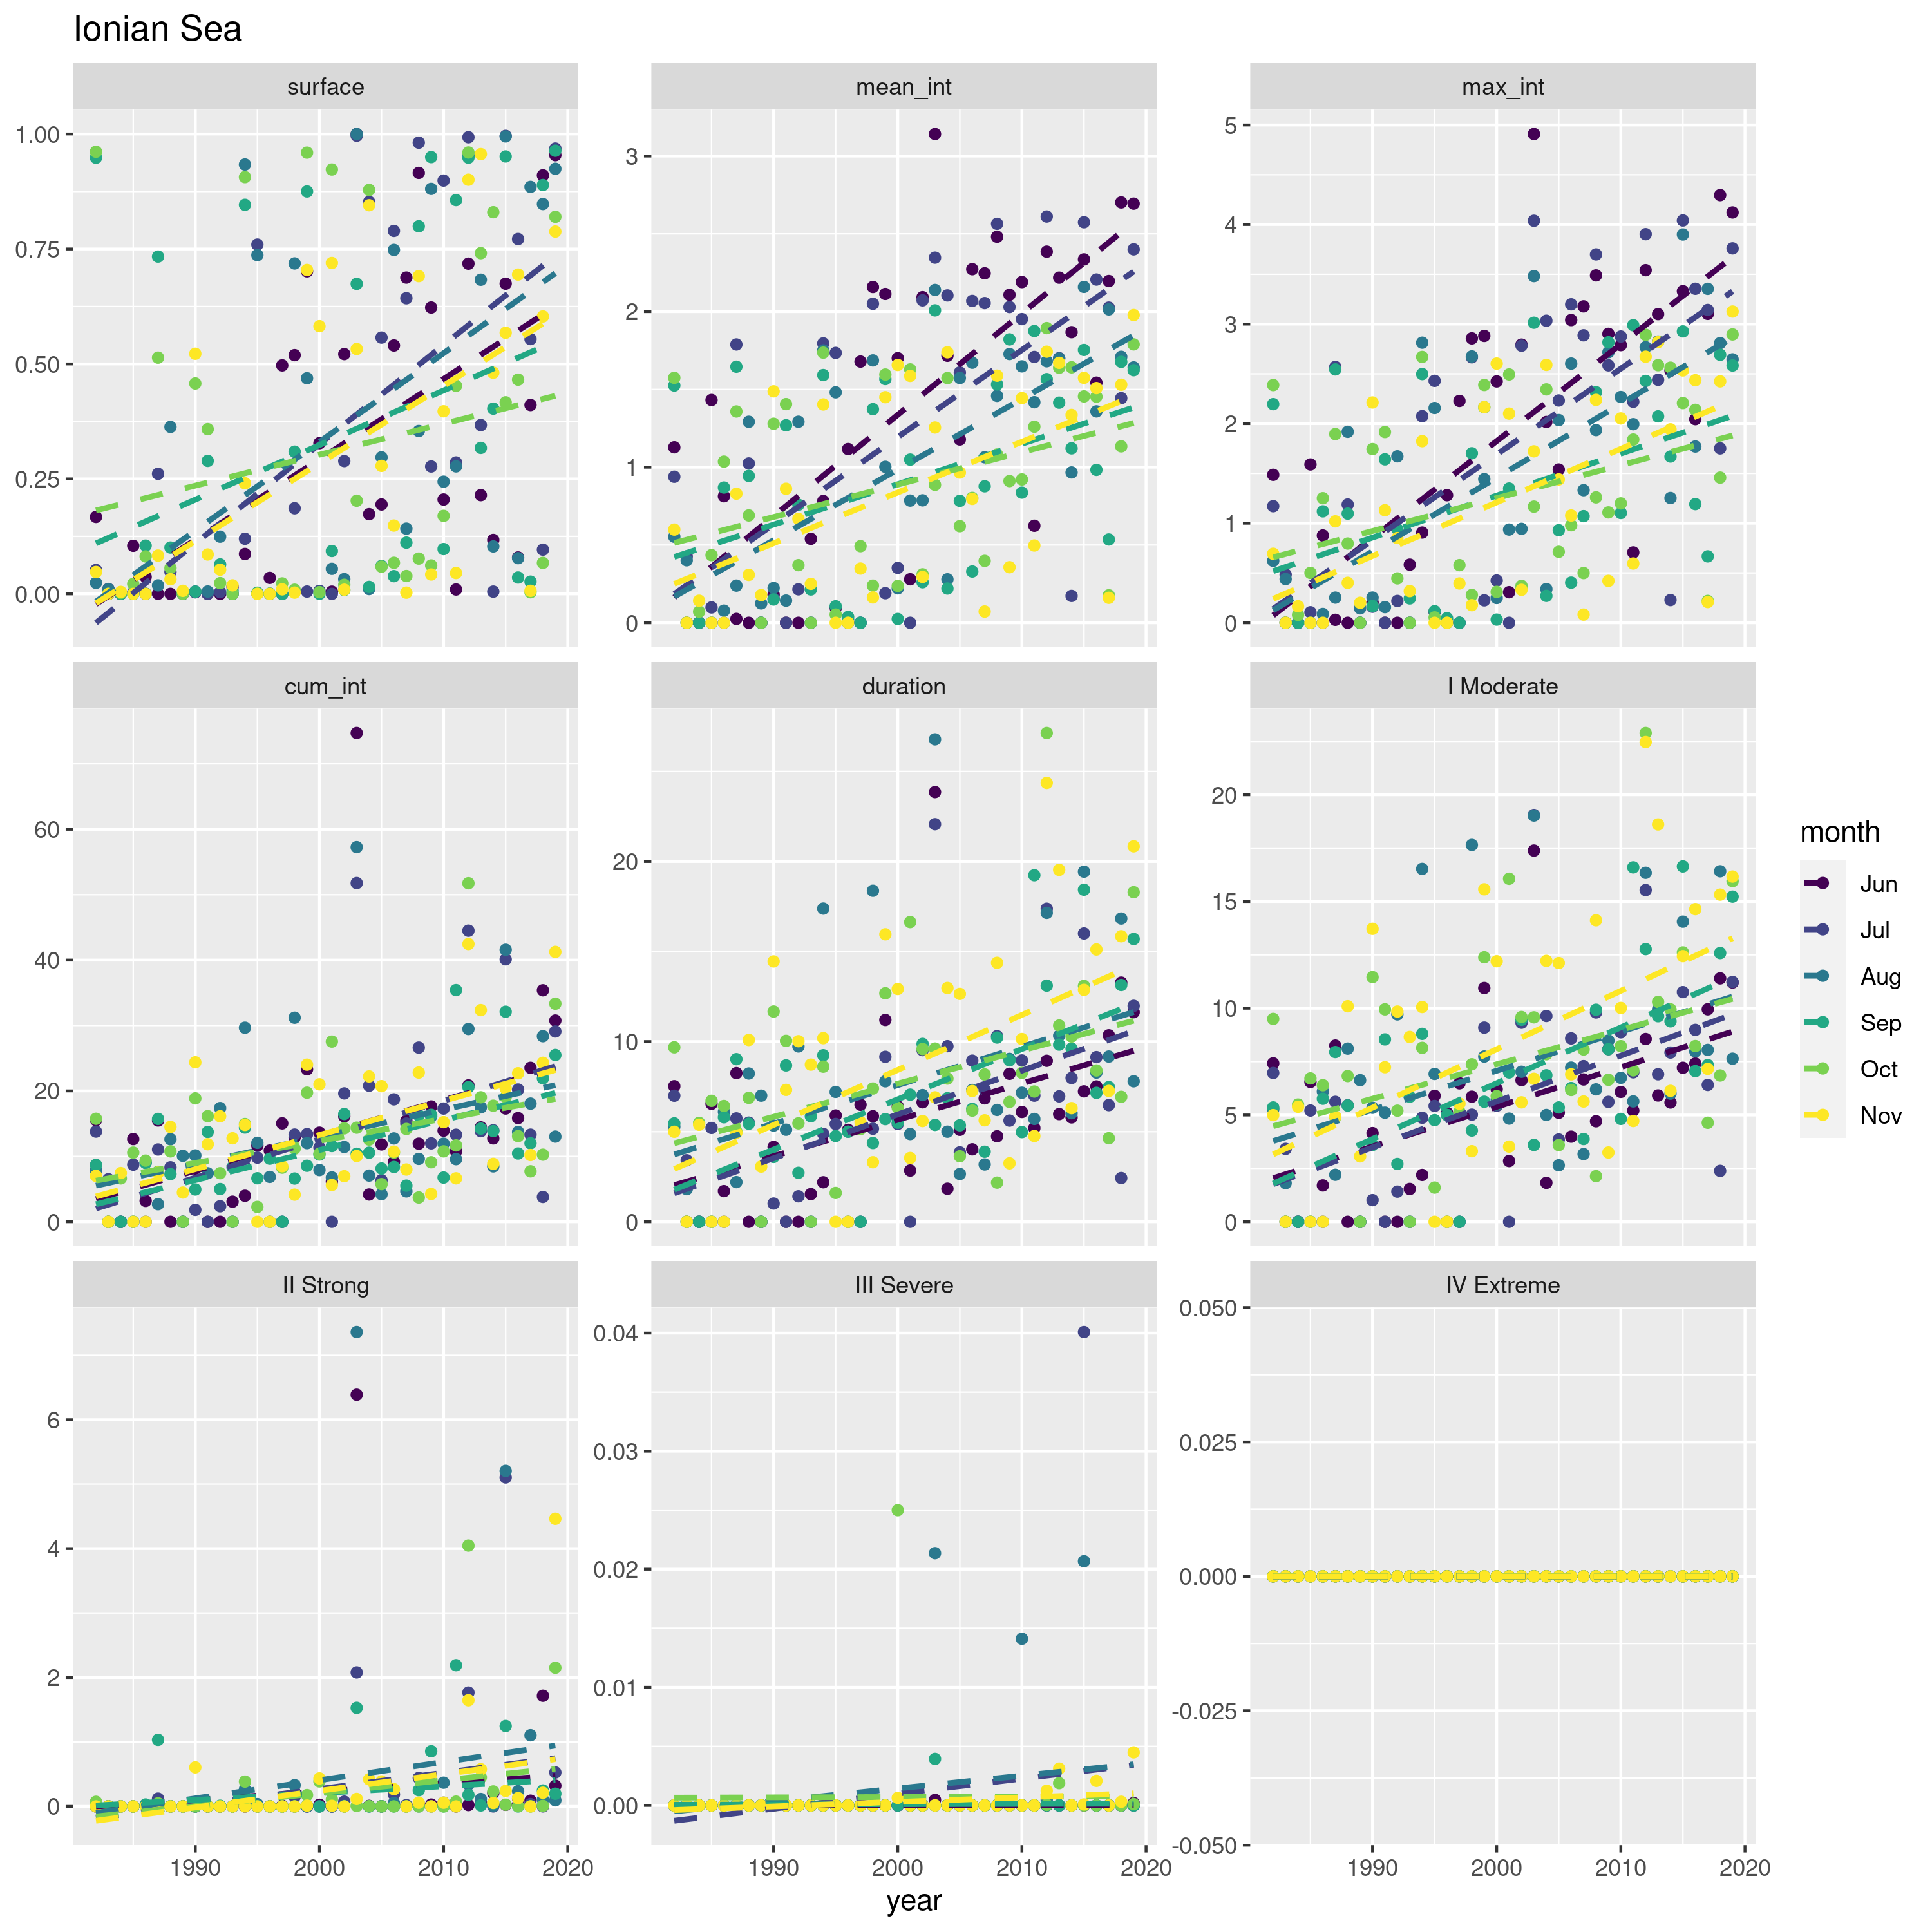 Ionian Sea
surface
mean_int
max_int
1.00
0.75
0.50
0.25
0.00
3
2
1
0
5
4
3
2
1
0
cum_int
duration
I Moderate
60
40
20
0
20
10
0
20
15
10
5
0
II Strong
III Severe
IV Extreme
6
4
2
0
0.04
0.03
0.02
0.01
0.00
0.050
0.025
0.000
-0.025
-0.050
1990
2000
2010
2020
1990
2000
2010
2020
1990
2000
2010
2020
year
month
Jun
Jul
Aug
Sep
Oct
Nov